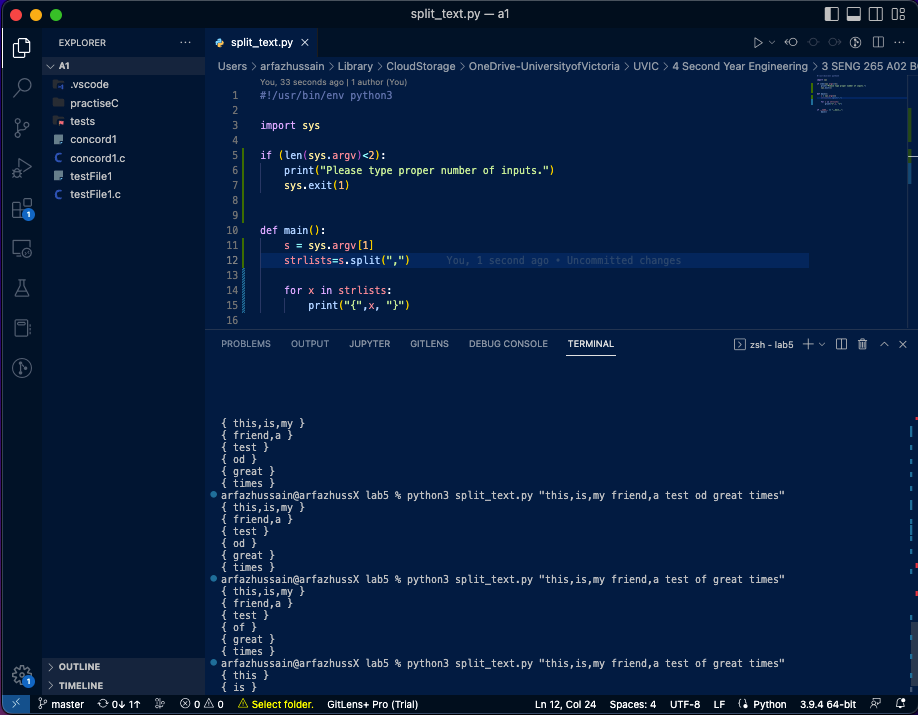 split_text.py — a1
EXPLORER
A1
.vscode
practiseC
tests
concord1
concord1.c
testFile1
testFile1.c
OUTLINE
TIMELINE
split_text.py
Users > arfazhussain > Library > CloudStorage > OneDrive-UniversityofVictoria > UVIC > 4 Second Year Engineering > 3 SENG 265 A02 B
You, 33 seconds ago | 1 author (You)
1 #!/usr/bin/env python3
2
3 import sys
4
5 if (len(sys.argv)<2):
6 print("Please type proper number of inputs.")
7 sys.exit(1)
8
9
10 def main():
11 s = sys.argv[1]
12 strlists=s.split(",") You, 1 second ago • Uncommitted changes
13
14 for x in strlists:
15 print("{",x, "}")
16
PROBLEMS OUTPUT JUPYTER GITLENS DEBUG CONSOLE TERMINAL zsh - lab5
{ this,is,my }
{ friend,a }
{ test }
{ od }
{ great }
{ times }
arfazhussain@arfazhussX lab5 % python3 split_text.py "this,is,my friend,a test od great times"
{ this,is,my }
{ friend,a }
{ test }
{ od }
{ great }
{ times }
arfazhussain@arfazhussX lab5 % python3 split_text.py "this,is,my friend,a test of great times"
{ this,is,my }
{ friend,a }
{ test }
{ of }
{ great }
{ times }
arfazhussain@arfazhussX lab5 % python3 split_text.py "this,is,my friend,a test of great times"
{ this }
{ is }
1
1
master 0↓ 1↑ 0 0 Select folder. GitLens+ Pro (Trial) Ln 12, Col 24 Spaces: 4 UTF-8 LF Python 3.9.4 64-bit